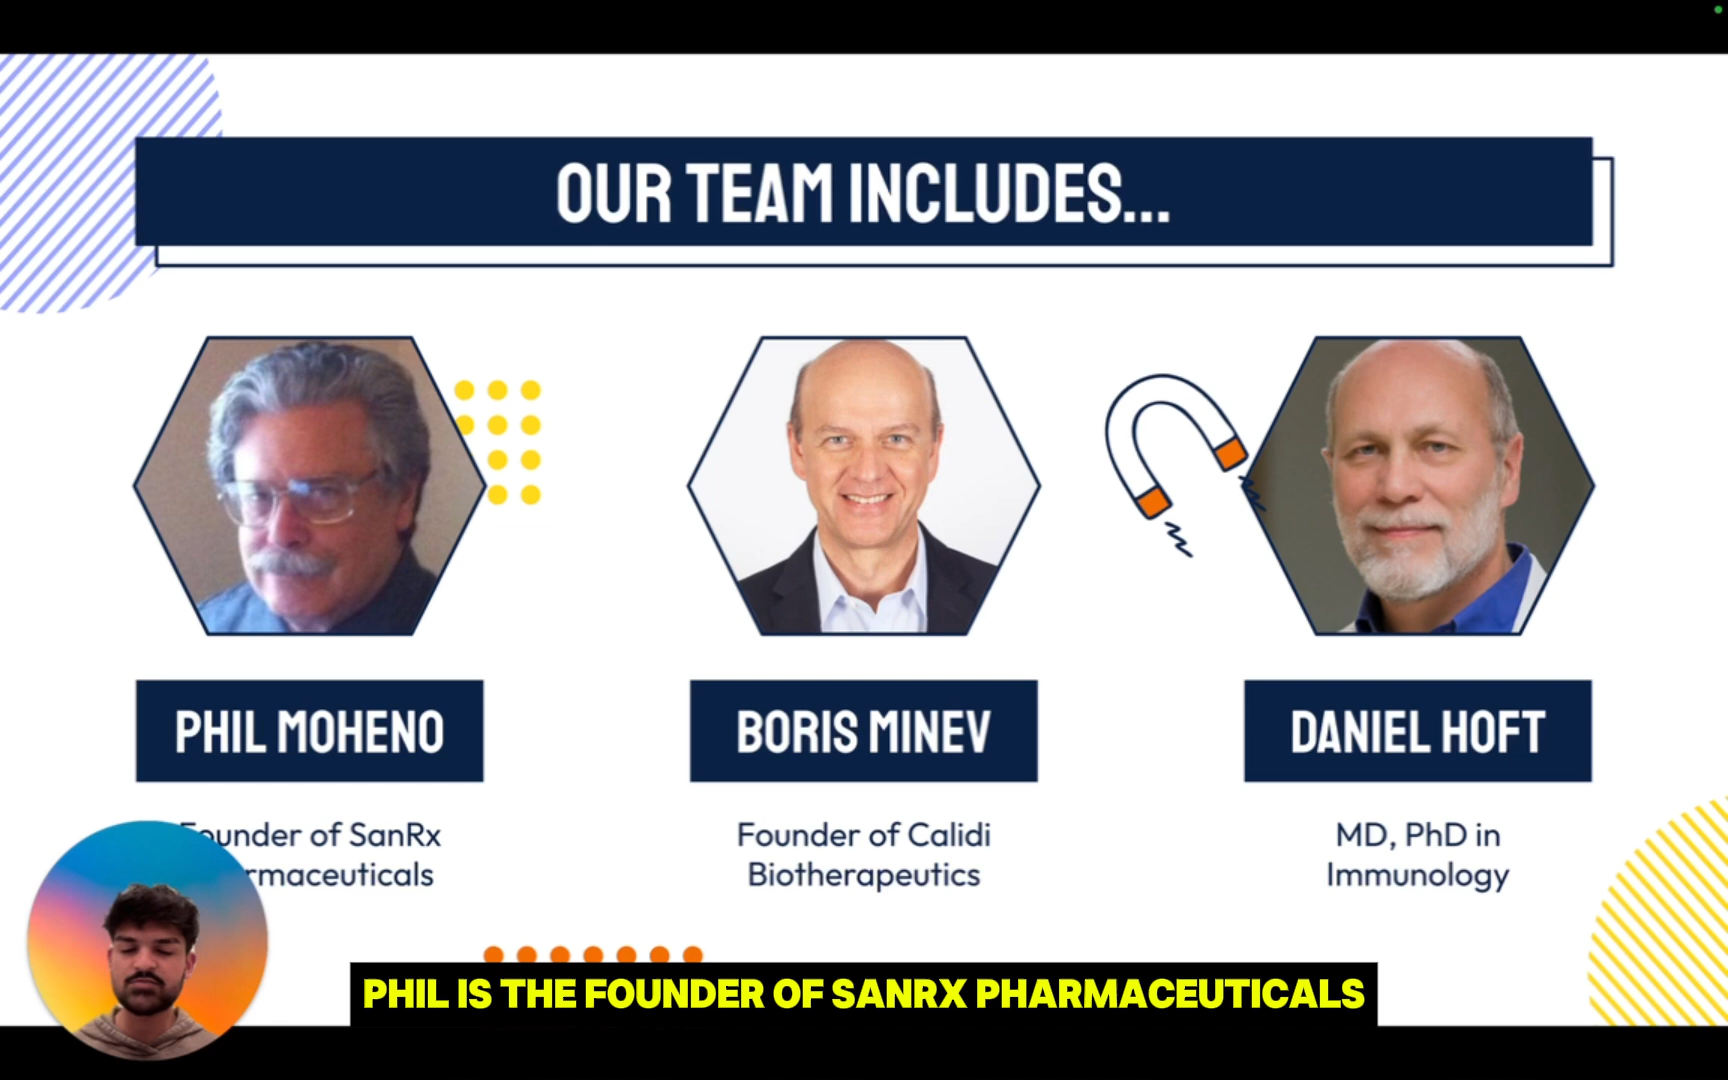 OUR TEAM INCLUDES...
PHIL MOHENO
BORIS MINEV
DANIEL HOFT
Founder of SanRx
rmaceuticals
Founder of Calidi
Biotherapeutics
MD, PhD in
Immunology
PHIL IS THE FOUNDER OF SANRX PHARMACEUTICALS